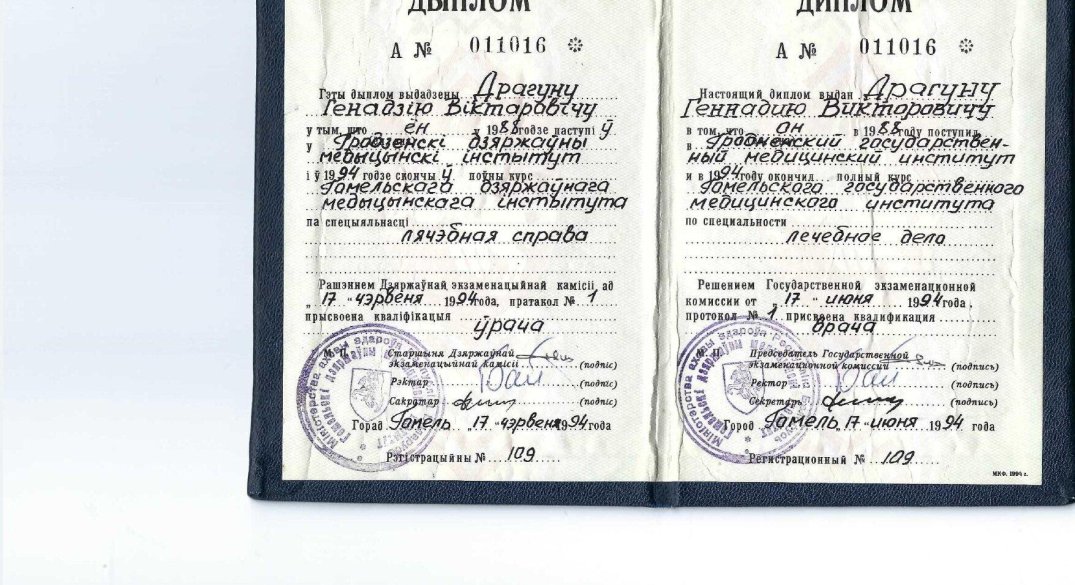 ДЫПЛОМ
А № 011016
Гэты дыплом выдадзены Драгуну
Генадзію Віктаравічу
у тым, што ён у 1988 годзе паступіў
у Гродзенскі дзяржаўны
медыцынскі інстытут
і ў 1994 годзе скончыў поўны курс
Гомельскага дзяржаўнага
медыцынскага інстытута
па спецыяльнасці
лячэбная справа
Рашэннем Дзяржаўнай экзаменацыйнай камісіі, ад
„ 17 " чэрвеня 1994 года, пратакол № 1
прысвоена кваліфікацыя
ўрача
М. П. Старшыня Дзяржаўнай
экзаменацыйнай камісіі (подпіс)
Рэктар (подпіс)
Сакратар (подпіс)
Горад Гомель 17 " чэрвеня 1994 года
Рэгістрацыйны № 109
ДИПЛОМ
А № 011016
Настоящий диплом выдан Драгуну
Геннадию Викторовичу
в том, что он в 1988 году поступил
в Гродненский государствен-
ный медицинский институт
и в 1994 году окончил полный курс
Гомельского государственного
медицинского института
по специальности
лечебное дело
Решением Государственной экзаменационной
комиссии от „ 17 " июня 1994 года,
протокол № 1 присвоена квалификация
врача
М. П. Председатель Государственной
экзаменационной комиссии (подпись)
Ректор (подпись)
Секретарь (подпись)
Город Гомель, 17 " июня 1994 года
Регистрационный № 109
МКФ. 1994 г.